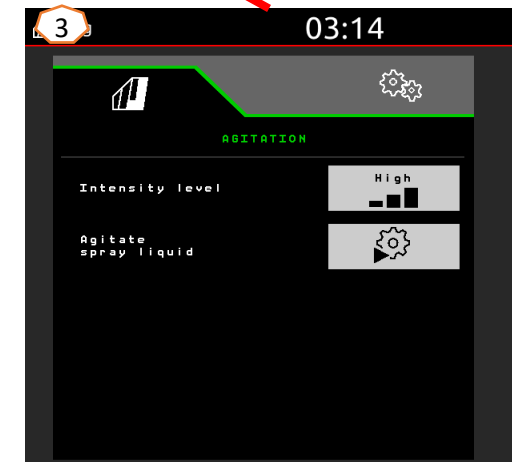 3
03:14
AGITATION
Intensity level
High
Agitate
spray liquid